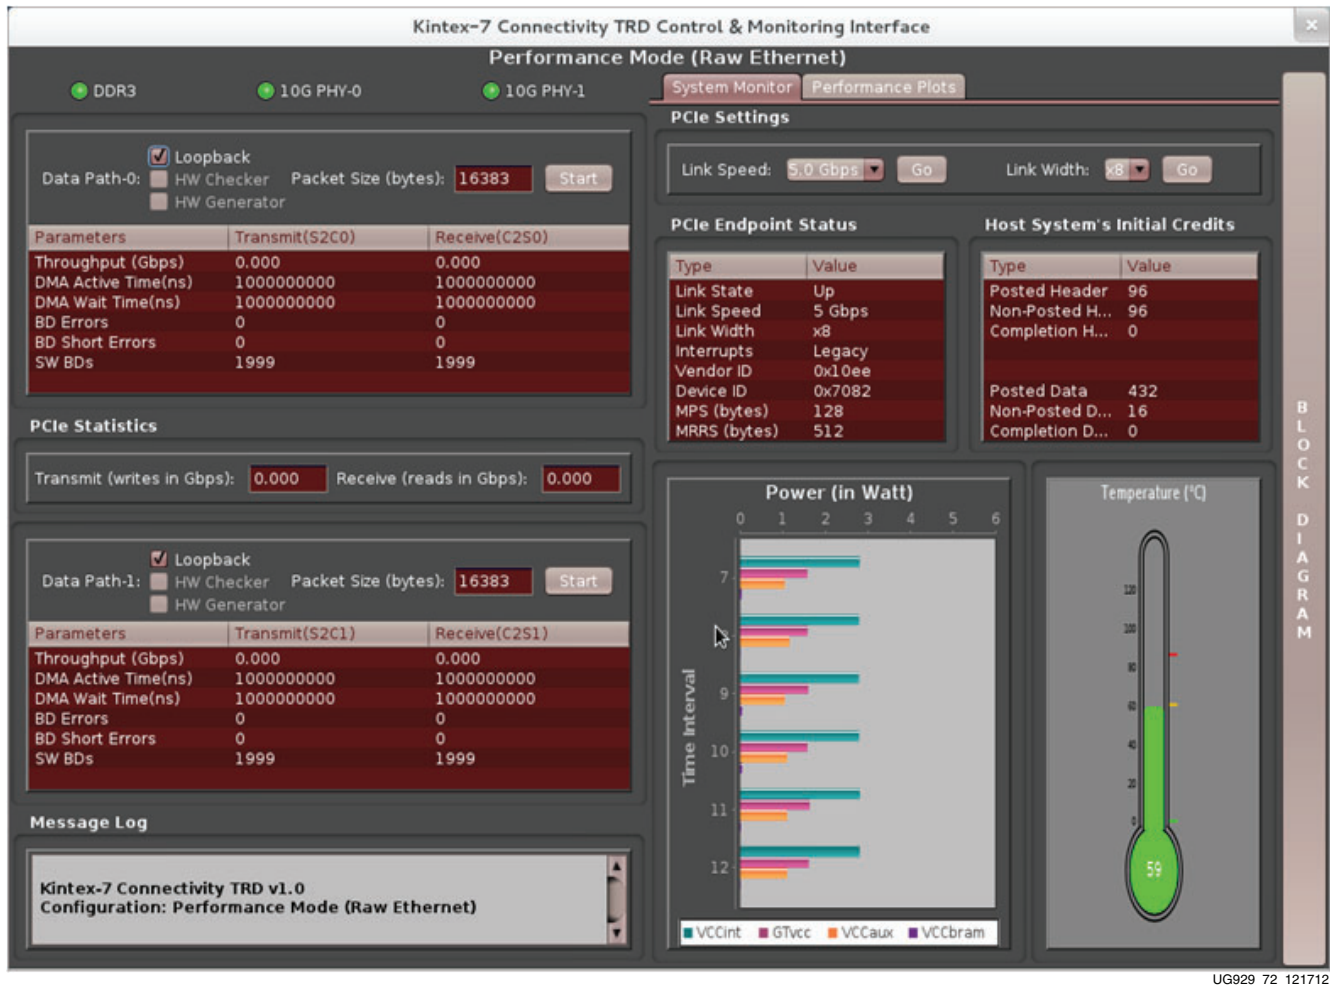 Kintex-7 Connectivity TRD Control & Monitoring Interface
Performance Mode (Raw Ethernet)
DDR3 10G PHY-0 10G PHY-1
Loopback
Data Path-0: HW Checker Packet Size (bytes): 16383 Start
HW Generator
Parameters Transmit(S2C0) Receive(C2S0)
Throughput (Gbps) 0.000 0.000
DMA Active Time(ns) 1000000000 1000000000
DMA Wait Time(ns) 1000000000 1000000000
BD Errors 0 0
BD Short Errors 0 0
SW BDs 1999 1999
PCIe Statistics
Transmit (writes in Gbps): 0.000 Receive (reads in Gbps): 0.000
Loopback
Data Path-1: HW Checker Packet Size (bytes): 16383 Start
HW Generator
Parameters Transmit(S2C1) Receive(C2S1)
Throughput (Gbps) 0.000 0.000
DMA Active Time(ns) 1000000000 1000000000
DMA Wait Time(ns) 1000000000 1000000000
BD Errors 0 0
BD Short Errors 0 0
SW BDs 1999 1999
Message Log
Kintex-7 Connectivity TRD v1.0
Configuration: Performance Mode (Raw Ethernet)
System Monitor Performance Plots
PCIe Settings
Link Speed: 5.0 Gbps Go Link Width: x8 Go
PCIe Endpoint Status
Type Value
Link State Up
Link Speed 5 Gbps
Link Width x8
Interrupts Legacy
Vendor ID 0x10ee
Device ID 0x7082
MPS (bytes) 128
MRRS (bytes) 512
Host System's Initial Credits
Type Value
Posted Header 96
Non-Posted H... 96
Completion H... 0
Posted Data 432
Non-Posted D... 16
Completion D... 0
Power (in Watt)
0 1 2 3 4 5 6
7
9
10
11
12
Time Interval
VCCint GTvcc VCCaux VCCbram
Temperature (°C)
120
100
80
60
40
20
0
59
BLOCK DIAGRAM
UG929_72_121712